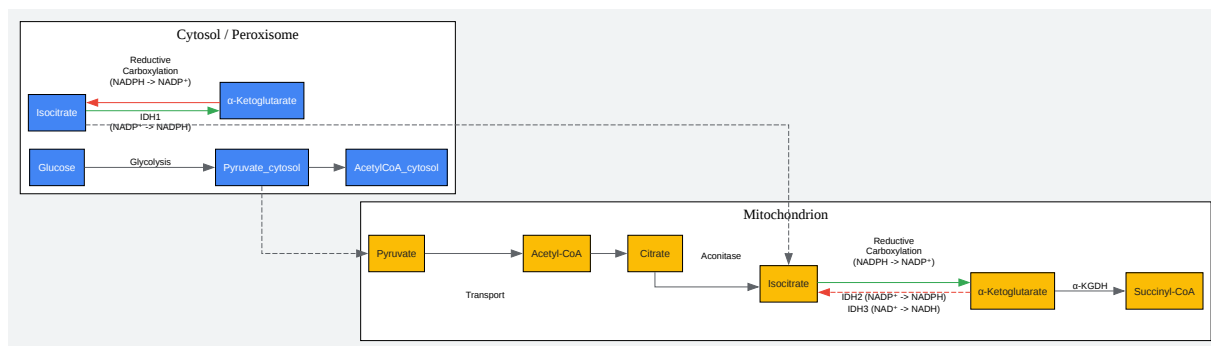 Cytosol / Peroxisome
Reductive
Carboxylation
(NADPH -> NADP⁺)
α-Ketoglutarate
Isocitrate
IDH1
(NADP⁺ -> NADPH)
Glucose
Glycolysis
Pyruvate_cytosol
AcetylCoA_cytosol
Mitochondrion
Pyruvate
Acetyl-CoA
Citrate
Aconitase
Transport
Isocitrate
Reductive
Carboxylation
(NADPH -> NADP⁺)
IDH2 (NADP⁺ -> NADPH)
IDH3 (NAD⁺ -> NADH)
α-Ketoglutarate
α-KGDH
Succinyl-CoA